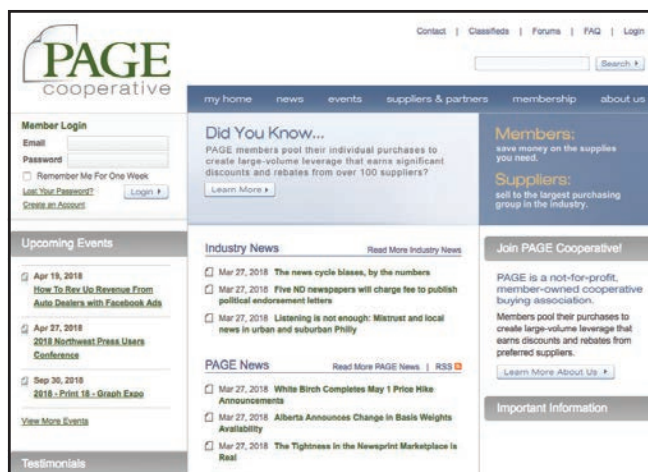 PAGE
cooperative
Contact | Classifieds | Forums | FAQ | Login
Search
my home news events suppliers & partners membership about us
Member Login
Email
Password
Remember Me For One Week
Lost Your Password?
Login
Create an Account
Did You Know...
PAGE members pool their individual purchases to
create large-volume leverage that earns significant
discounts and rebates from over 100 suppliers?
Learn More
Members:
save money on the supplies
you need.
Suppliers:
sell to the largest purchasing
group in the industry.
Upcoming Events
Apr 19, 2018
How To Rev Up Revenue From
Auto Dealers with Facebook Ads
Apr 27, 2018
2018 Northwest Press Users
Conference
Sep 30, 2018
2018 - Print 18 - Graph Expo
View More Events
Testimonials
Industry News Read More Industry News
Mar 27, 2018 The news cycle biases, by the numbers
Mar 27, 2018 Five ND newspapers will charge fee to publish
political endorsement letters
Mar 27, 2018 Listening is not enough: Mistrust and local
news in urban and suburban Philly
PAGE News Read More PAGE News | RSS
Mar 27, 2018 White Birch Completes May 1 Price Hike
Announcements
Mar 27, 2018 Alberta Announces Change in Basis Weights
Availability
Mar 27, 2018 The Tightness in the Newsprint Marketplace is
Real
Join PAGE Cooperative!
PAGE is a not-for-profit,
member-owned cooperative
buying association.
Members pool their purchases to
create large-volume leverage that
earns discounts and rebates from
preferred suppliers.
Learn More About Us
Important Information